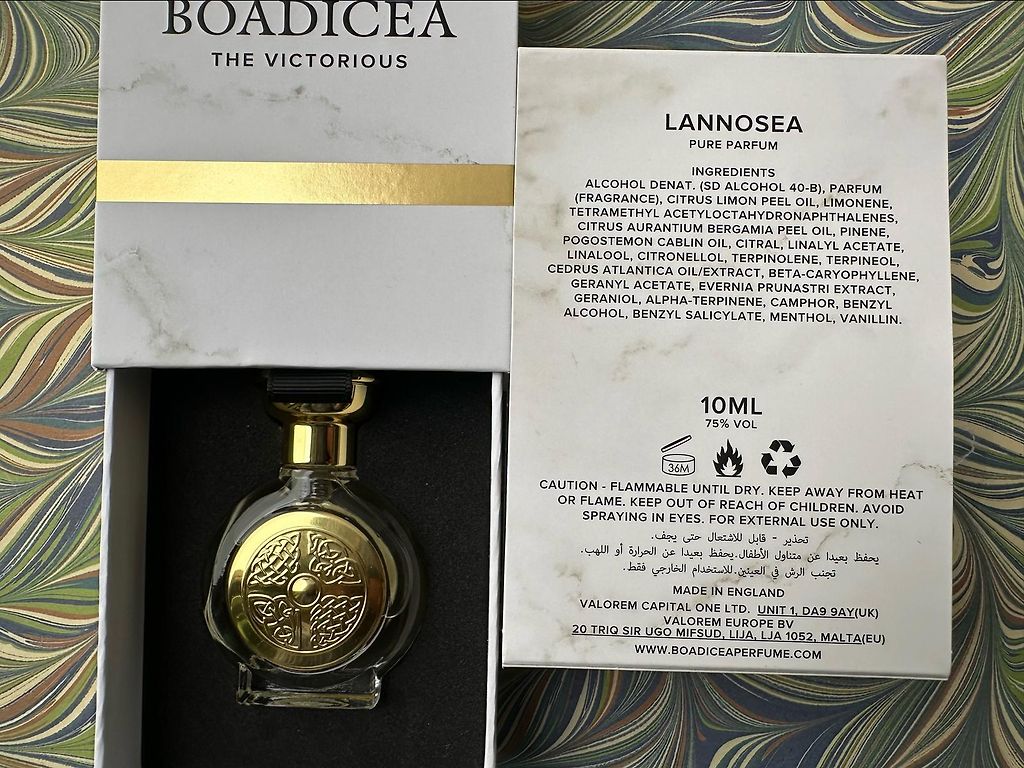 BOADICEA
THE VICTORIOUS
LANNOSEA
PURE PARFUM
INGREDIENTS
ALCOHOL DENAT. (SD ALCOHOL 40-B), PARFUM
(FRAGRANCE), CITRUS LIMON PEEL OIL, LIMONENE,
TETRAMETHYL ACETYLOCTAHYDRONAPHTHALENES,
CITRUS AURANTIUM BERGAMIA PEEL OIL, PINENE,
POGOSTEMON CABLIN OIL, CITRAL, LINALYL ACETATE,
LINALOOL, CITRONELLOL, TERPINOLENE, TERPINEOL,
CEDRUS ATLANTICA OIL/EXTRACT, BETA-CARYOPHYLLENE,
GERANYL ACETATE, EVERNIA PRUNASTRI EXTRACT,
GERANIOL, ALPHA-TERPINENE, CAMPHOR, BENZYL
ALCOHOL, BENZYL SALICYLATE, MENTHOL, VANILLIN.
10ML
75% VOL
36M
CAUTION - FLAMMABLE UNTIL DRY. KEEP AWAY FROM HEAT
OR FLAME. KEEP OUT OF REACH OF CHILDREN. AVOID
SPRAYING IN EYES. FOR EXTERNAL USE ONLY.
تحذير - قابل للاشتعال حتى يجف.
يحفظ بعيدا عن متناول الأطفال.يحفظ بعيدا عن الحرارة أو اللهب.
تجنب الرش في العينين.للاستخدام الخارجي فقط.
MADE IN ENGLAND
VALOREM CAPITAL ONE LTD. UNIT 1, DA9 9AY(UK)
VALOREM EUROPE BV
20 TRIQ SIR UGO MIFSUD, LIJA, LJA 1052, MALTA(EU)
WWW.BOADICEAPERFUME.COM